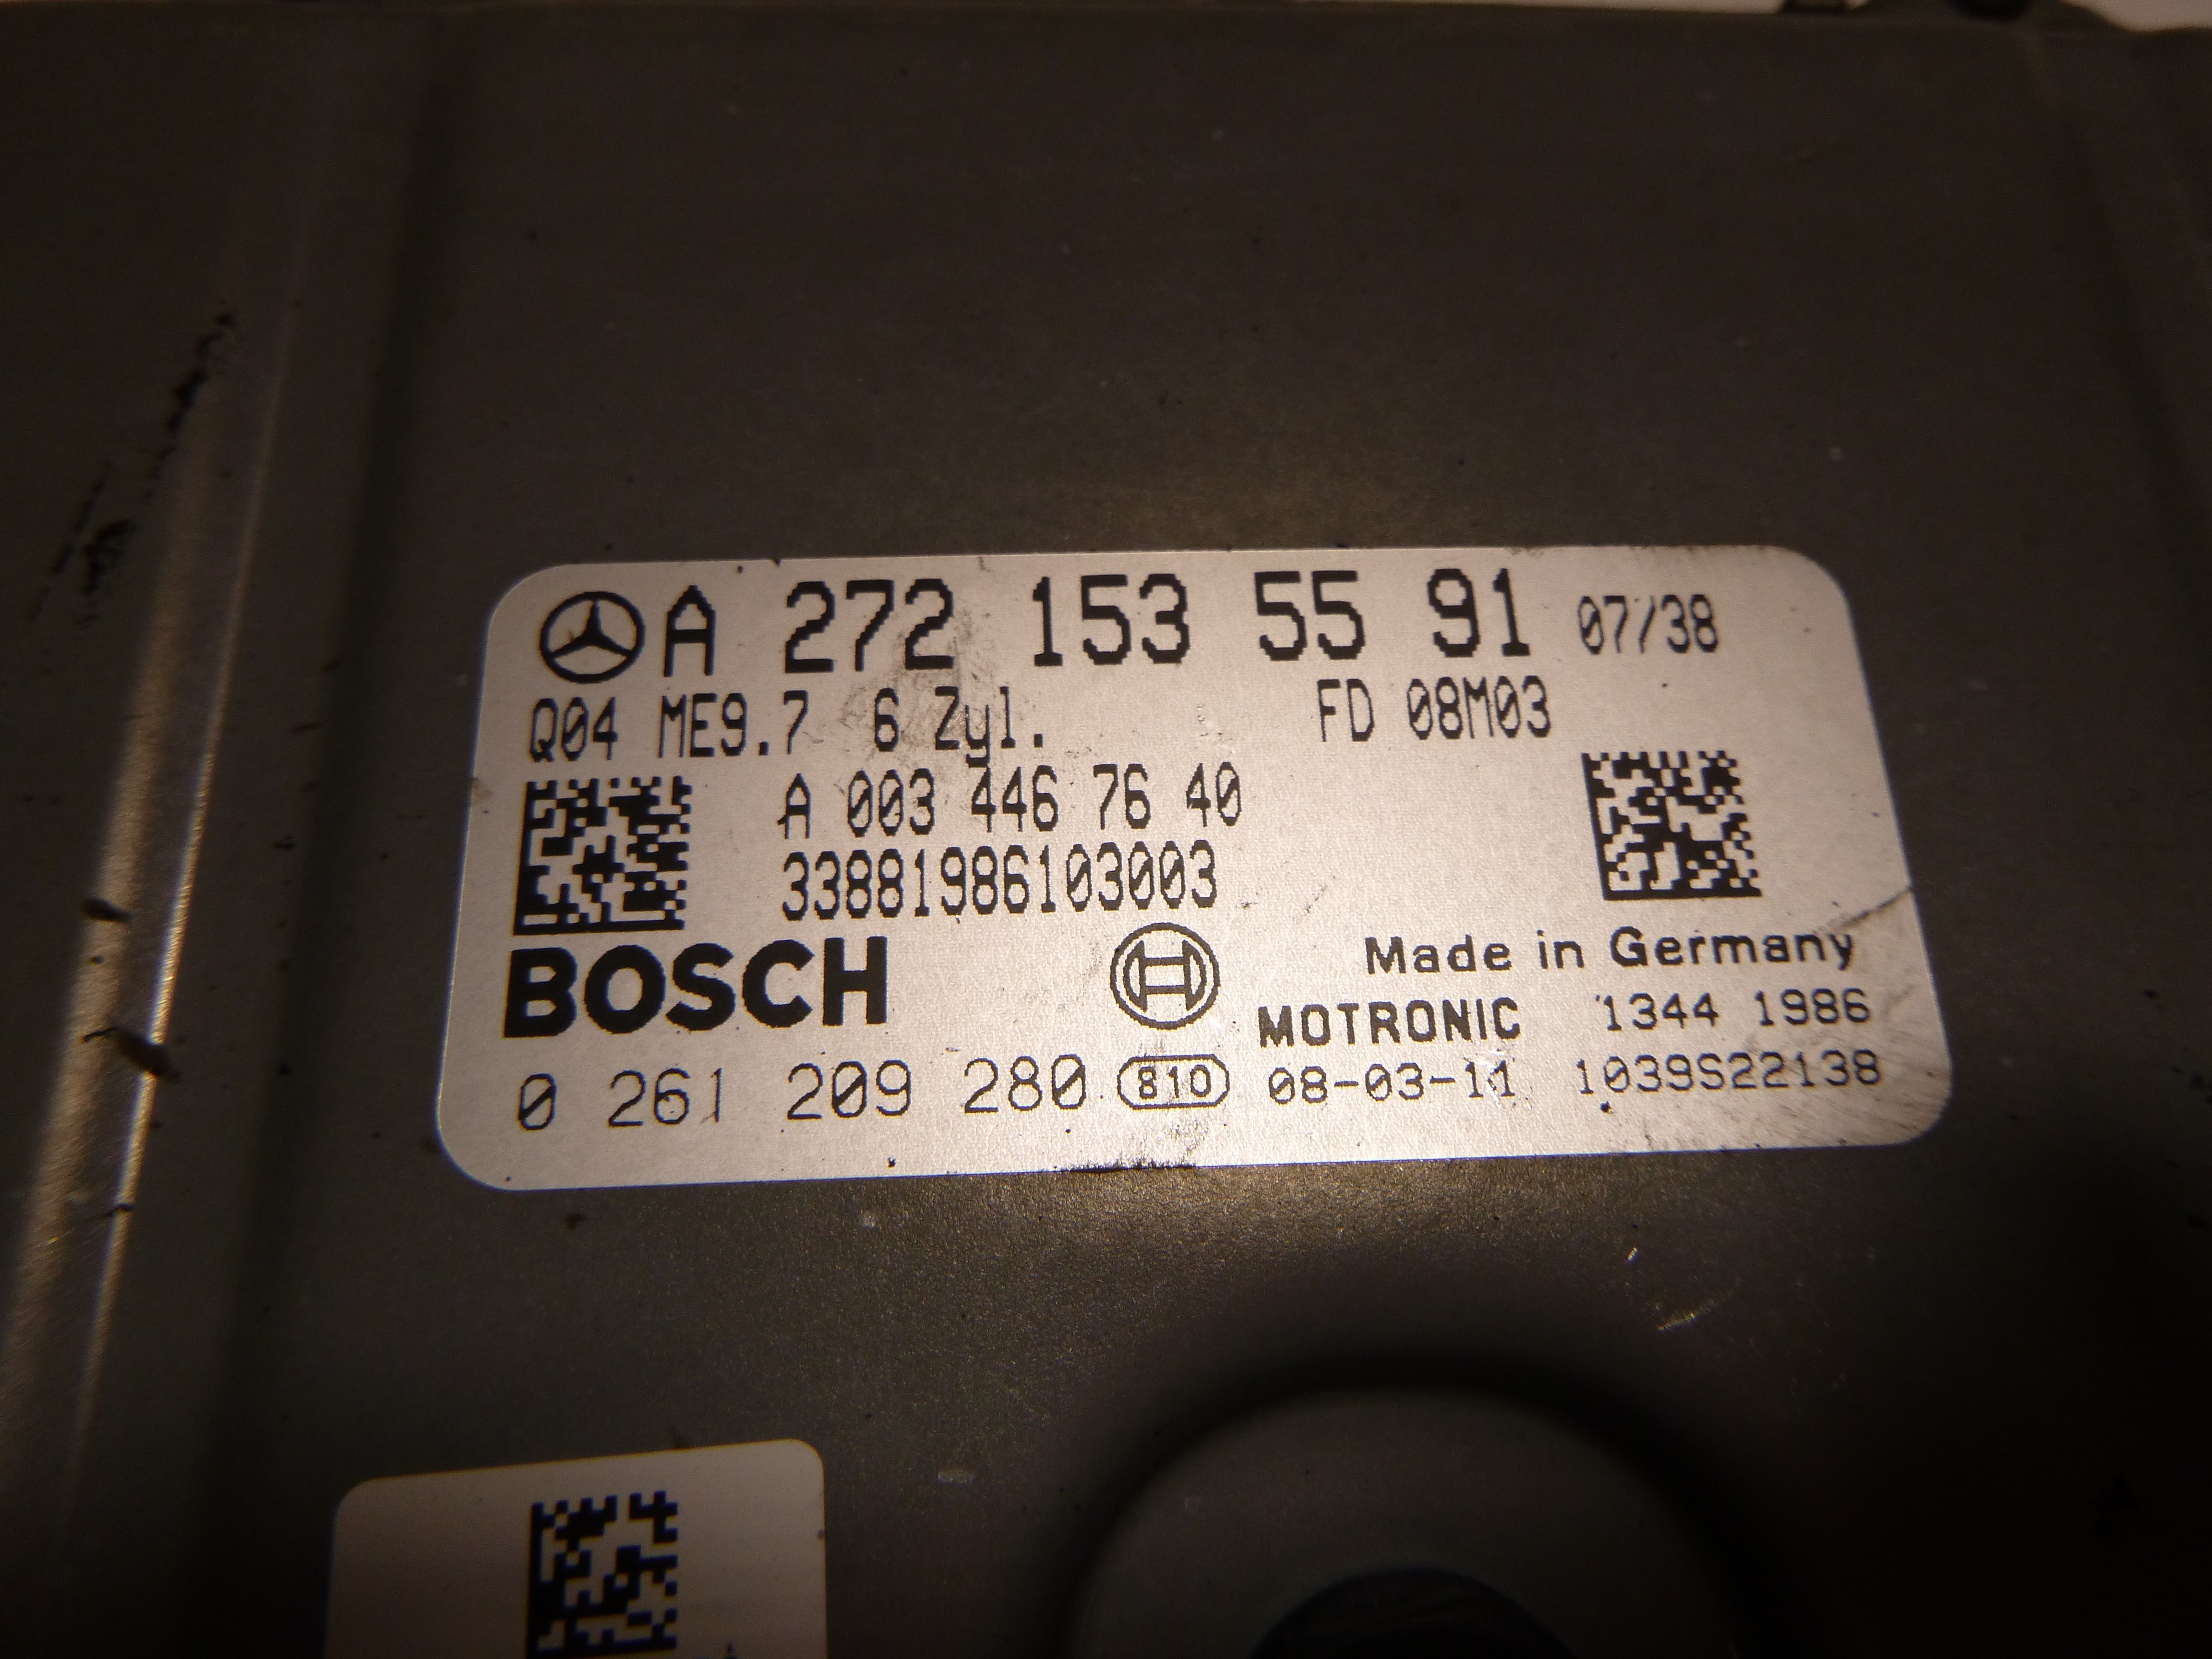 A 272 153 55 91 07/38
Q04 ME9.7 6 Zyl. FD 08M03
A 003 446 76 40
33881986103003
BOSCH
Made in Germany
MOTRONIC 1344 1986
0 261 209 280 810 08-03-11 1039S22138